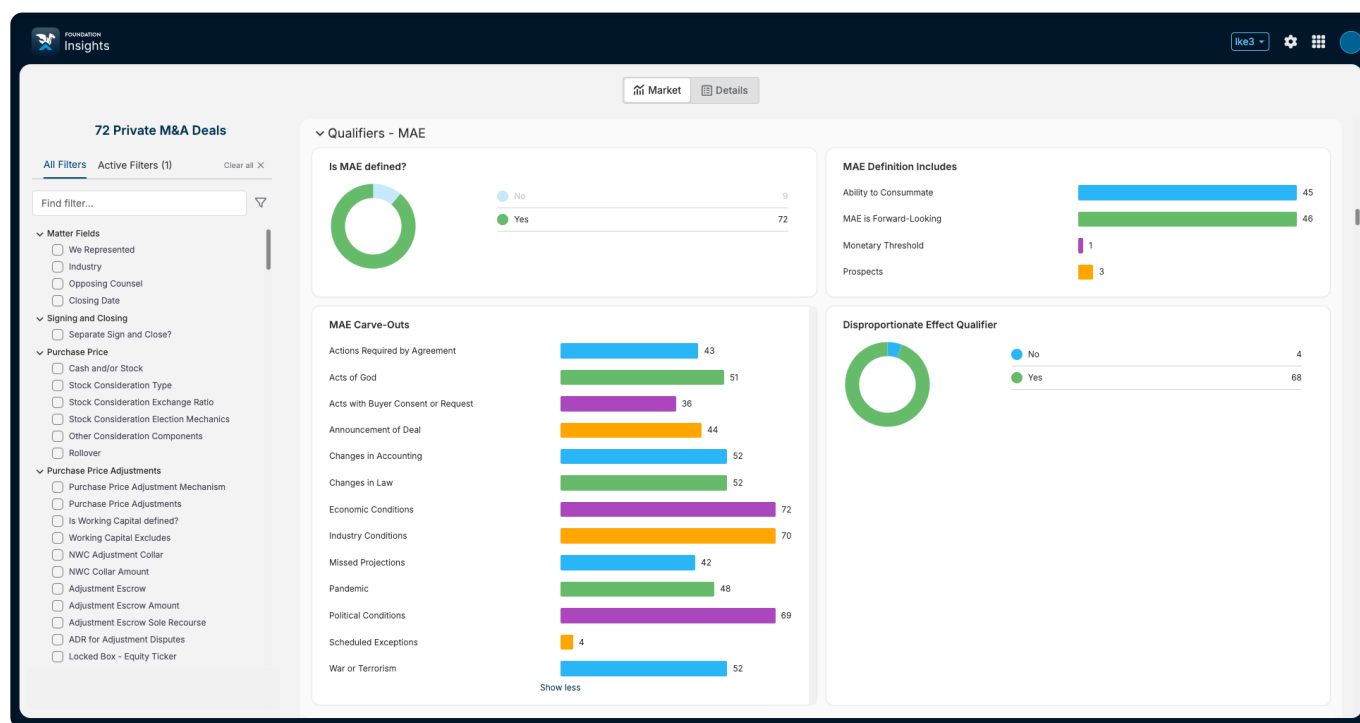 FOUNDATION
Insights
Ike3
Market
Details
72 Private M&A Deals
All Filters
Active Filters (1)
Clear all
Find filter...
Matter Fields
We Represented
Industry
Opposing Counsel
Closing Date
Signing and Closing
Separate Sign and Close?
Purchase Price
Cash and/or Stock
Stock Consideration Type
Stock Consideration Exchange Ratio
Stock Consideration Election Mechanics
Other Consideration Components
Rollover
Purchase Price Adjustments
Purchase Price Adjustment Mechanism
Purchase Price Adjustments
Is Working Capital defined?
Working Capital Excludes
NWC Adjustment Collar
NWC Collar Amount
Adjustment Escrow
Adjustment Escrow Amount
Adjustment Escrow Sole Recourse
ADR for Adjustment Disputes
Locked Box - Equity Ticker
Qualifiers - MAE
Is MAE defined?
No 9
Yes 72
MAE Definition Includes
Ability to Consummate 45
MAE is Forward-Looking 46
Monetary Threshold 1
Prospects 3
MAE Carve-Outs
Actions Required by Agreement 43
Acts of God 51
Acts with Buyer Consent or Request 36
Announcement of Deal 44
Changes in Accounting 52
Changes in Law 52
Economic Conditions 72
Industry Conditions 70
Missed Projections 42
Pandemic 48
Political Conditions 69
Scheduled Exceptions 4
War or Terrorism 52
Show less
Disproportionate Effect Qualifier
No 4
Yes 68